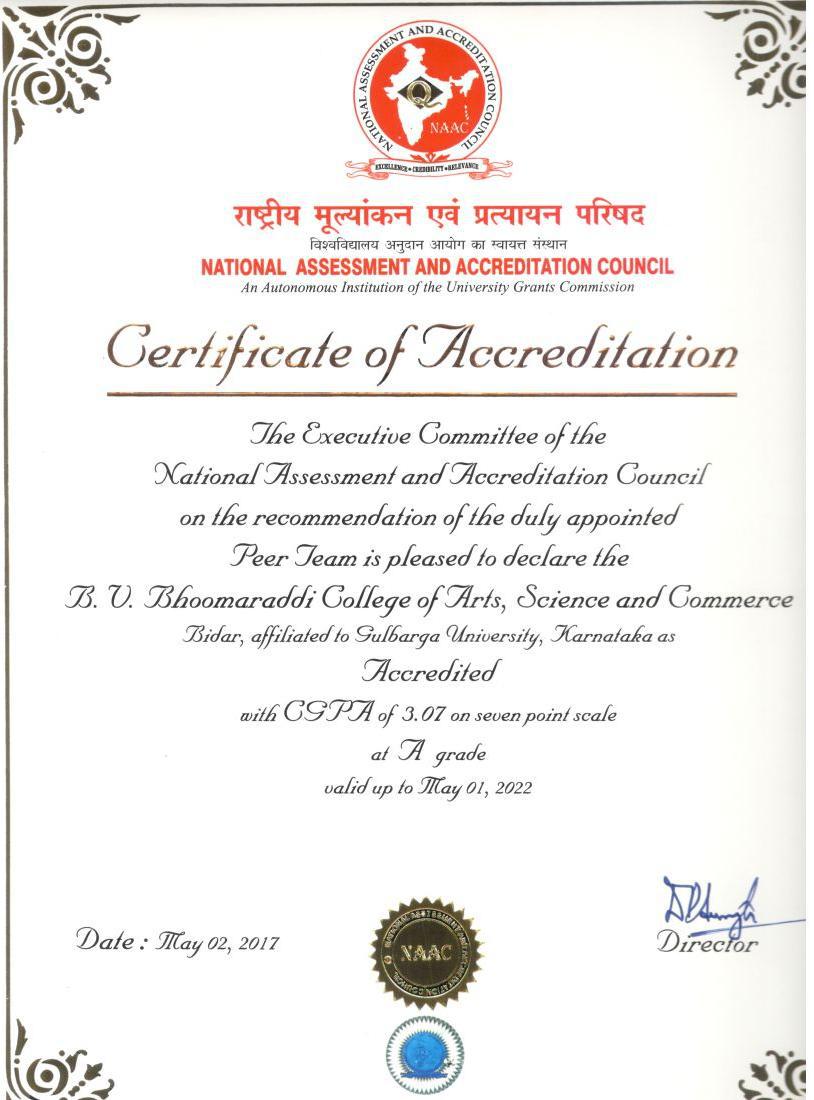 NATIONAL ASSESSMENT AND ACCREDITATION COUNCIL
Q
NAAC
EXCELLENCE • CREDIBILITY • RELEVANCE
राष्ट्रीय मूल्यांकन एवं प्रत्यायन परिषद
विश्वविद्यालय अनुदान आयोग का स्वायत्त संस्थान
NATIONAL ASSESSMENT AND ACCREDITATION COUNCIL
An Autonomous Institution of the University Grants Commission
Certificate of Accreditation
The Executive Committee of the
National Assessment and Accreditation Council
on the recommendation of the duly appointed
Peer Team is pleased to declare the
B. V. Bhoomaraddi College of Arts, Science and Commerce
Bidar, affiliated to Gulbarga University, Karnataka as
Accredited
with CGPA of 3.07 on seven point scale
at A grade
valid up to May 01, 2022
Date : May 02, 2017
NATIONAL ASSESSMENT AND ACCREDITATION COUNCIL
NAAC
Director